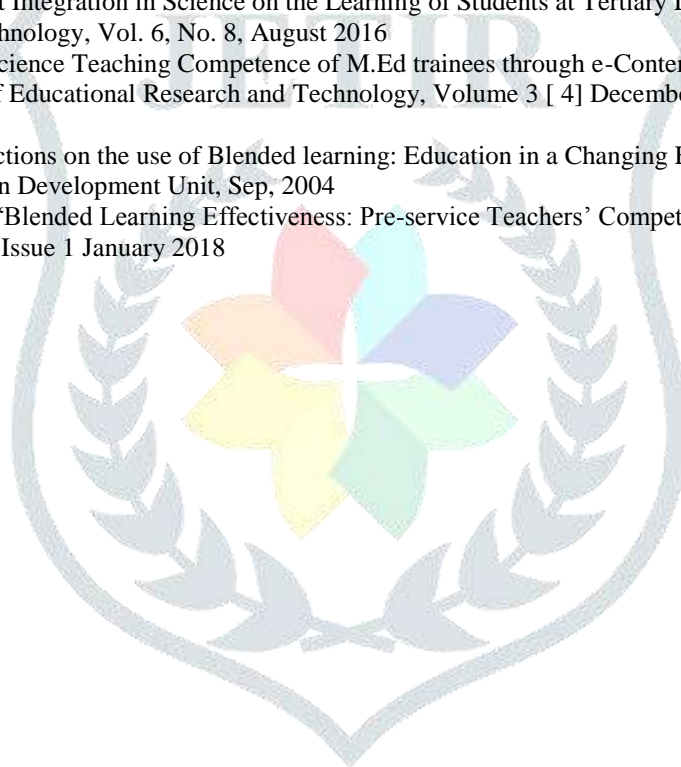 t Integration in Science on the Learning of Students at Tertiary
hnology, Vol. 6, No. 8, August 2016
cience Teaching Competence of M.Ed trainees through e-Conten
f Educational Research and Technology, Volume 3 [ 4] Decembe
ctions on the use of Blended learning: Education in a Changing
n Development Unit, Sep, 2004
“Blended Learning Effectiveness: Pre-service Teachers’ Compet
Issue 1 January 2018
JETIR